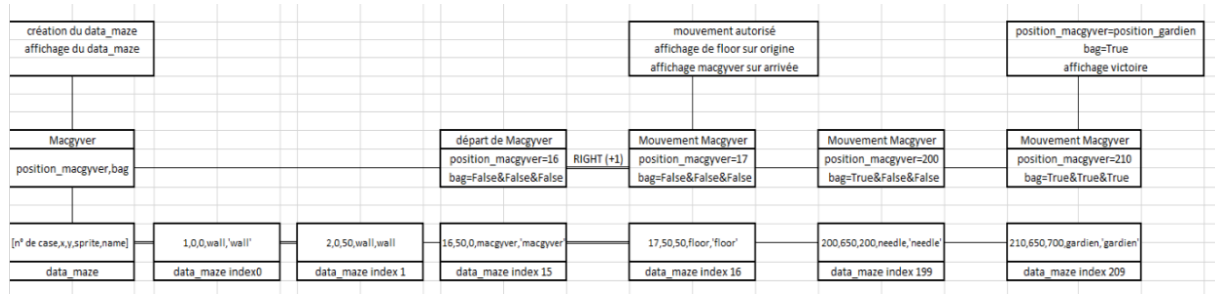 création du data_maze
affichage du data_maze
mouvement autorisé
affichage de floor sur origine
affichage macgyver sur arrivée
position_macgyver=position_gardien
bag=True
affichage victoire
Macgyver
position_macgyver,bag
départ de Macgyver
position_macgyver=16
bag=False&False&False
RIGHT (+1)
Mouvement Macgyver
position_macgyver=17
bag=False&False&False
Mouvement Macgyver
position_macgyver=200
bag=True&False&False
Mouvement Macgyver
position_macgyver=210
bag=True&True&True
[n° de case,x,y,sprite,name]
data_maze
1,0,0,wall,'wall'
data_maze index0
2,0,50,wall,wall
data_maze index 1
16,50,0,macgyver,'macgyver'
data_maze index 15
17,50,50,floor,'floor'
data_maze index 16
200,650,200,needle,'needle'
data_maze index 199
210,650,700,gardien,'gardien'
data_maze index 209